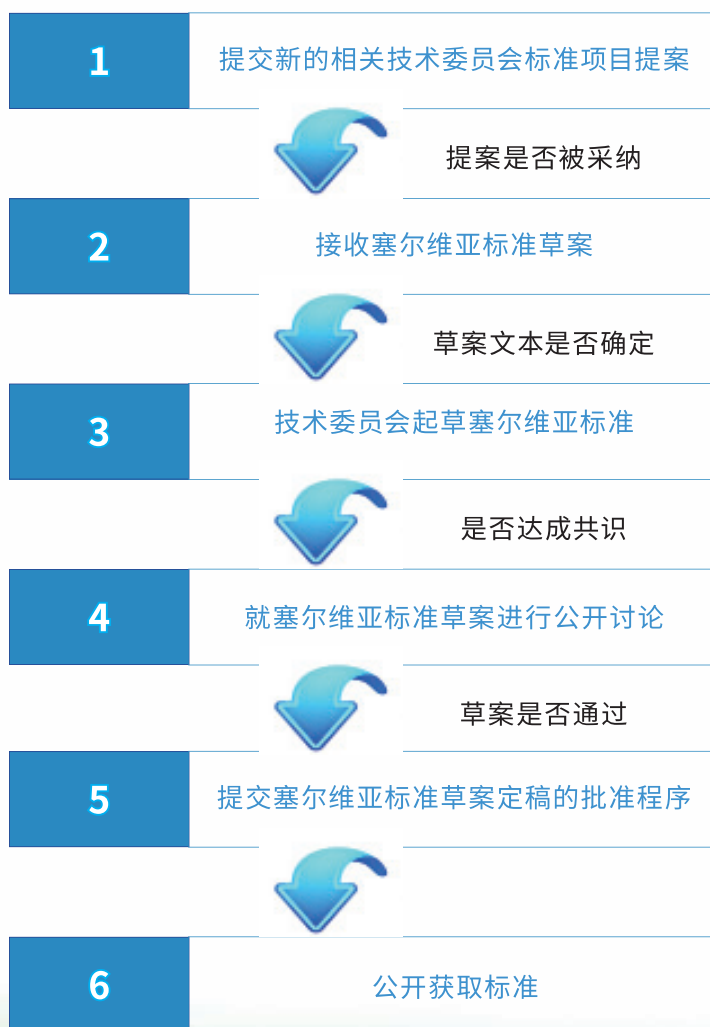 1
提交新的相关技术委员会标准项目提案
提案是否被采纳
2
接收塞尔维亚标准草案
草案文本是否确定
3
技术委员会起草塞尔维亚标准
是否达成共识
4
就塞尔维亚标准草案进行公开讨论
草案是否通过
5
提交塞尔维亚标准草案定稿的批准程序
6
公开获取标准